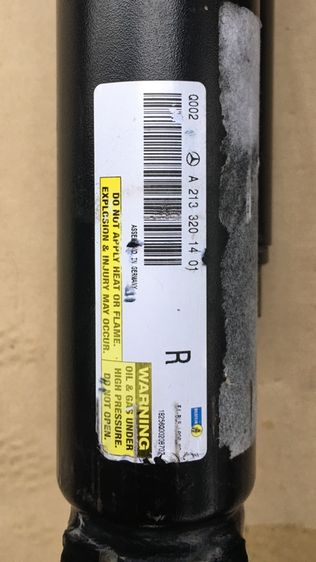 Q002 A 213 320 14 01
R
ASSEMBLED IN GERMANY
WARNING
OIL & GAS UNDER
HIGH PRESSURE.
DO NOT OPEN.
DO NOT APPLY HEAT OR FLAME.
EXPLOSION & INJURY MAY OCCUR.